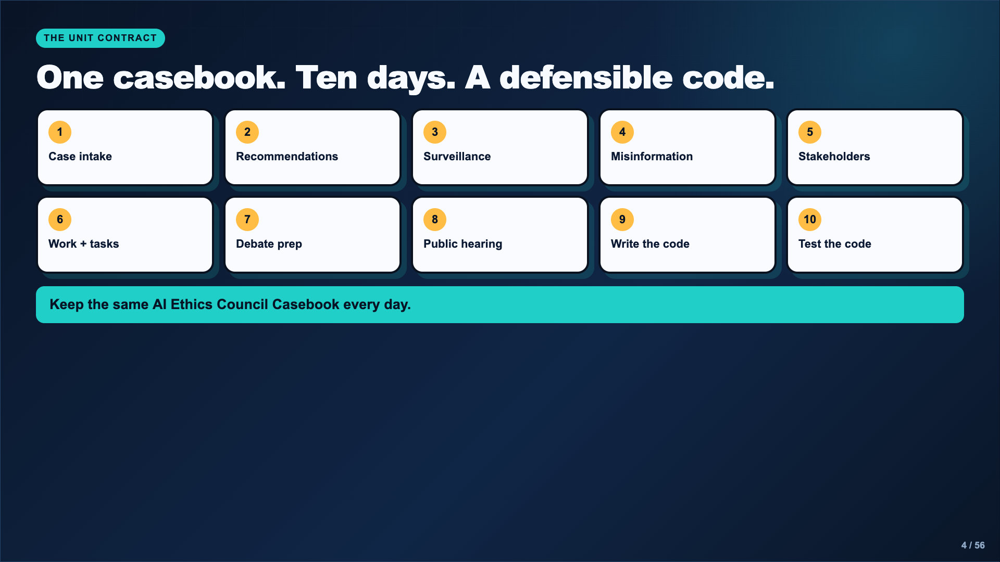 THE UNIT CONTRACT
One casebook. Ten days. A defensible code.
1
Case intake
2
Recommendations
3
Surveillance
4
Misinformation
5
Stakeholders
6
Work + tasks
7
Debate prep
8
Public hearing
9
Write the code
10
Test the code
Keep the same AI Ethics Council Casebook every day.
4 / 56